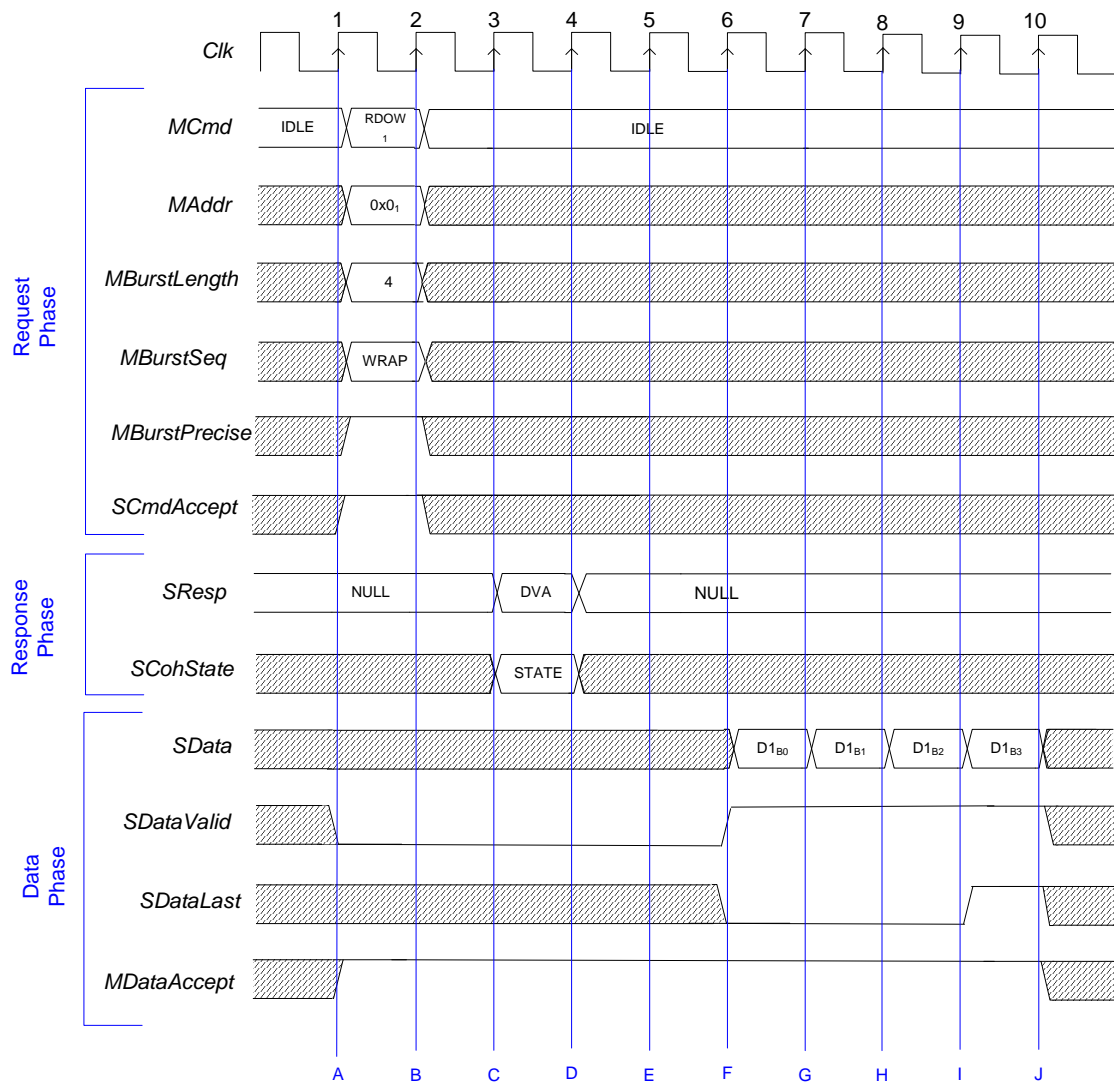 1 2 3 4 5 6 7 8 9 10
Clk
Request
Phase
MCmd IDLE RDOW
1
IDLE
MAddr 0x0₁
MBurstLength 4
MBurstSeq WRAP
MBurstPrecise
SCmdAccept
Response
Phase
SResp NULL DVA NULL
SCohState STATE
Data
Phase
SData D1B0 D1B1 D1B2 D1B3
SDataValid
SDataLast
MDataAccept
A B C D E F G H I J